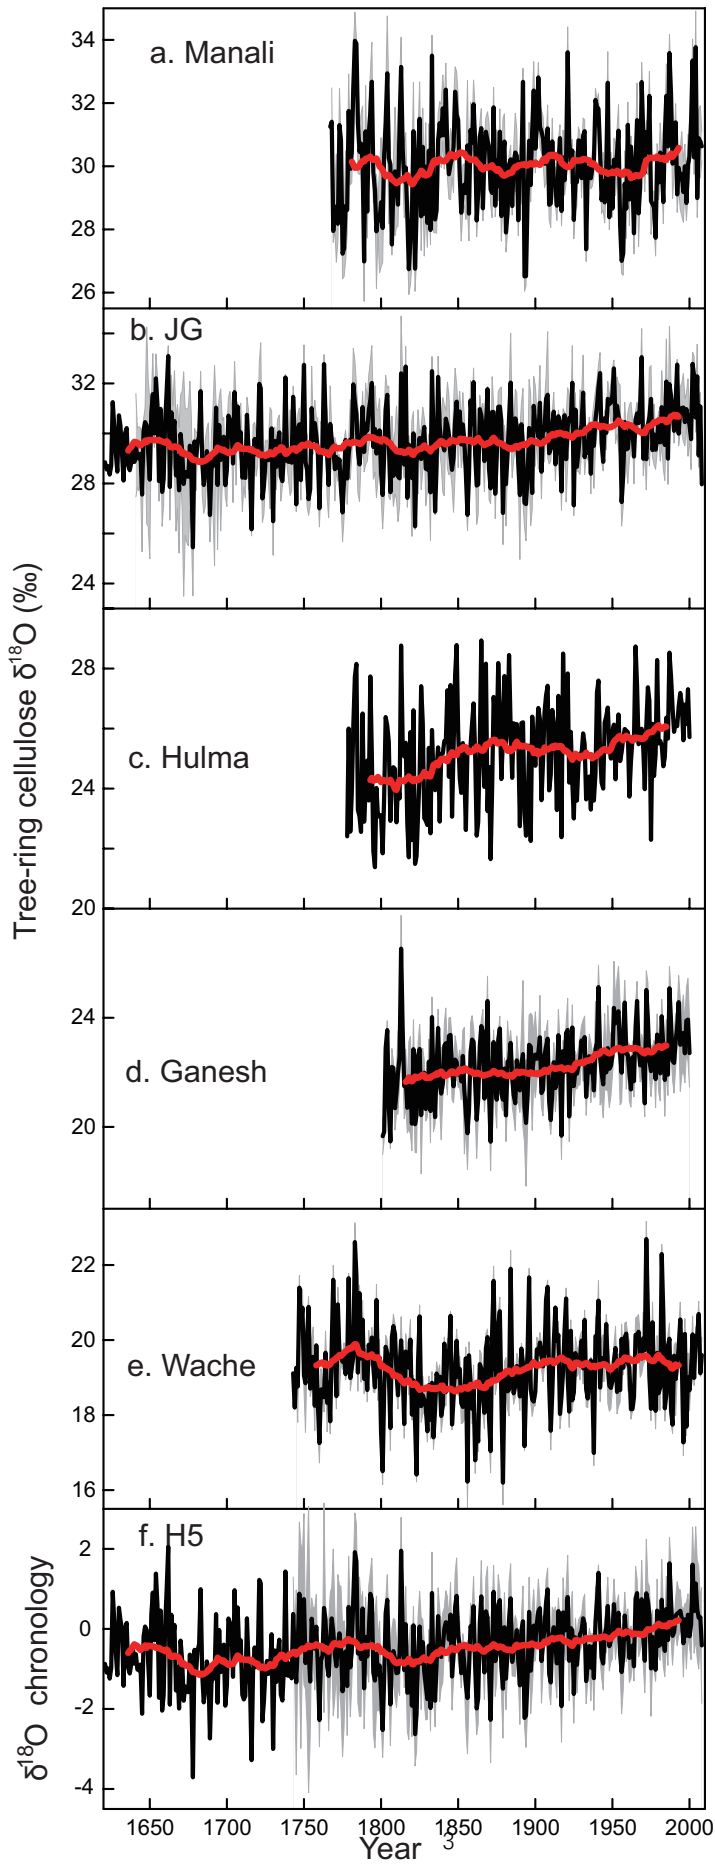 34
a. Manali
32
30
28
26
b. JG
32
28
24
Tree-ring cellulose δ¹⁸O (‰)
28
c. Hulma
24
20
24
d. Ganesh
20
22
20
e. Wache
18
16
f. H5
2
0
-2
-4
δ¹⁸O chronology
1650 1700 1750 1800 1850 1900 1950 2000
Year
3